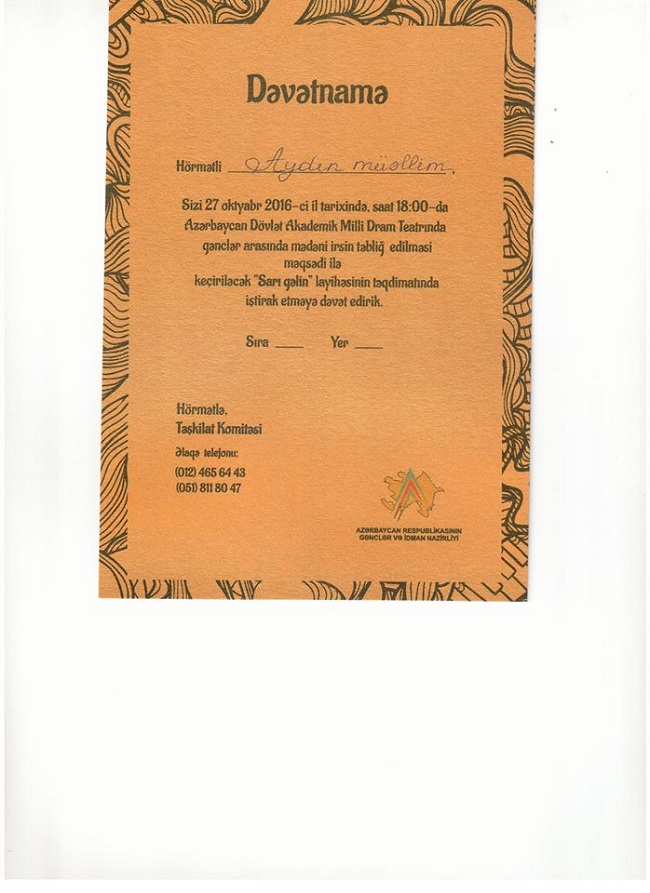 Dəvətnamə
Hörmətli Aydın müəllim.
Sizi 27 oktyabr 2016-ci il tarixində, saat 18:00-da
Azərbaycan Dövlət Akademik Milli Dram Teatrında
gənclər arasında mədəni irsin təbliğ edilməsi
məqsədi ilə
keçiriləcək "Sarı gəlin" layihəsinin təqdimatında
iştirak etməyə dəvət edirik.
Sıra ____ Yer ____
Hörmətlə,
Təşkilat Komitəsi
Əlaqə telefonu:
(012) 465 64 43
(051) 811 80 47
AZƏRBAYCAN RESPUBLİKASININ
GƏNCLƏR VƏ İDMAN NAZİRLİYİ